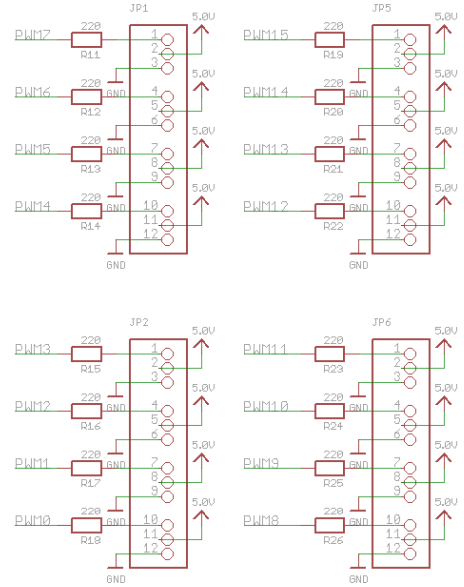 JP1
5.0V
PWM7 220 1
R11 2
3
5.0V
PWM6 220 GND 4
R12 5
6
5.0V
PWM5 220 7
R13 8
9
5.0V
PWM4 220 GND 10
R14 11
12
GND
JP5
5.0V
PWM15 220 1
R19 2
3
5.0V
PWM14 220 GND 4
R20 5
6
5.0V
PWM13 220 7
R21 8
9
5.0V
PWM12 220 GND 10
R22 11
12
GND
JP2
5.0V
PWM3 220 1
R15 2
3
5.0V
PWM2 220 GND 4
R16 5
6
5.0V
PWM1 220 7
R17 8
9
5.0V
PWM0 220 GND 10
R18 11
12
GND
JP6
5.0V
PWM11 220 1
R23 2
3
5.0V
PWM10 220 GND 4
R24 5
6
5.0V
PWM9 220 7
R25 8
9
5.0V
PWM8 220 GND 10
R26 11
12
GND